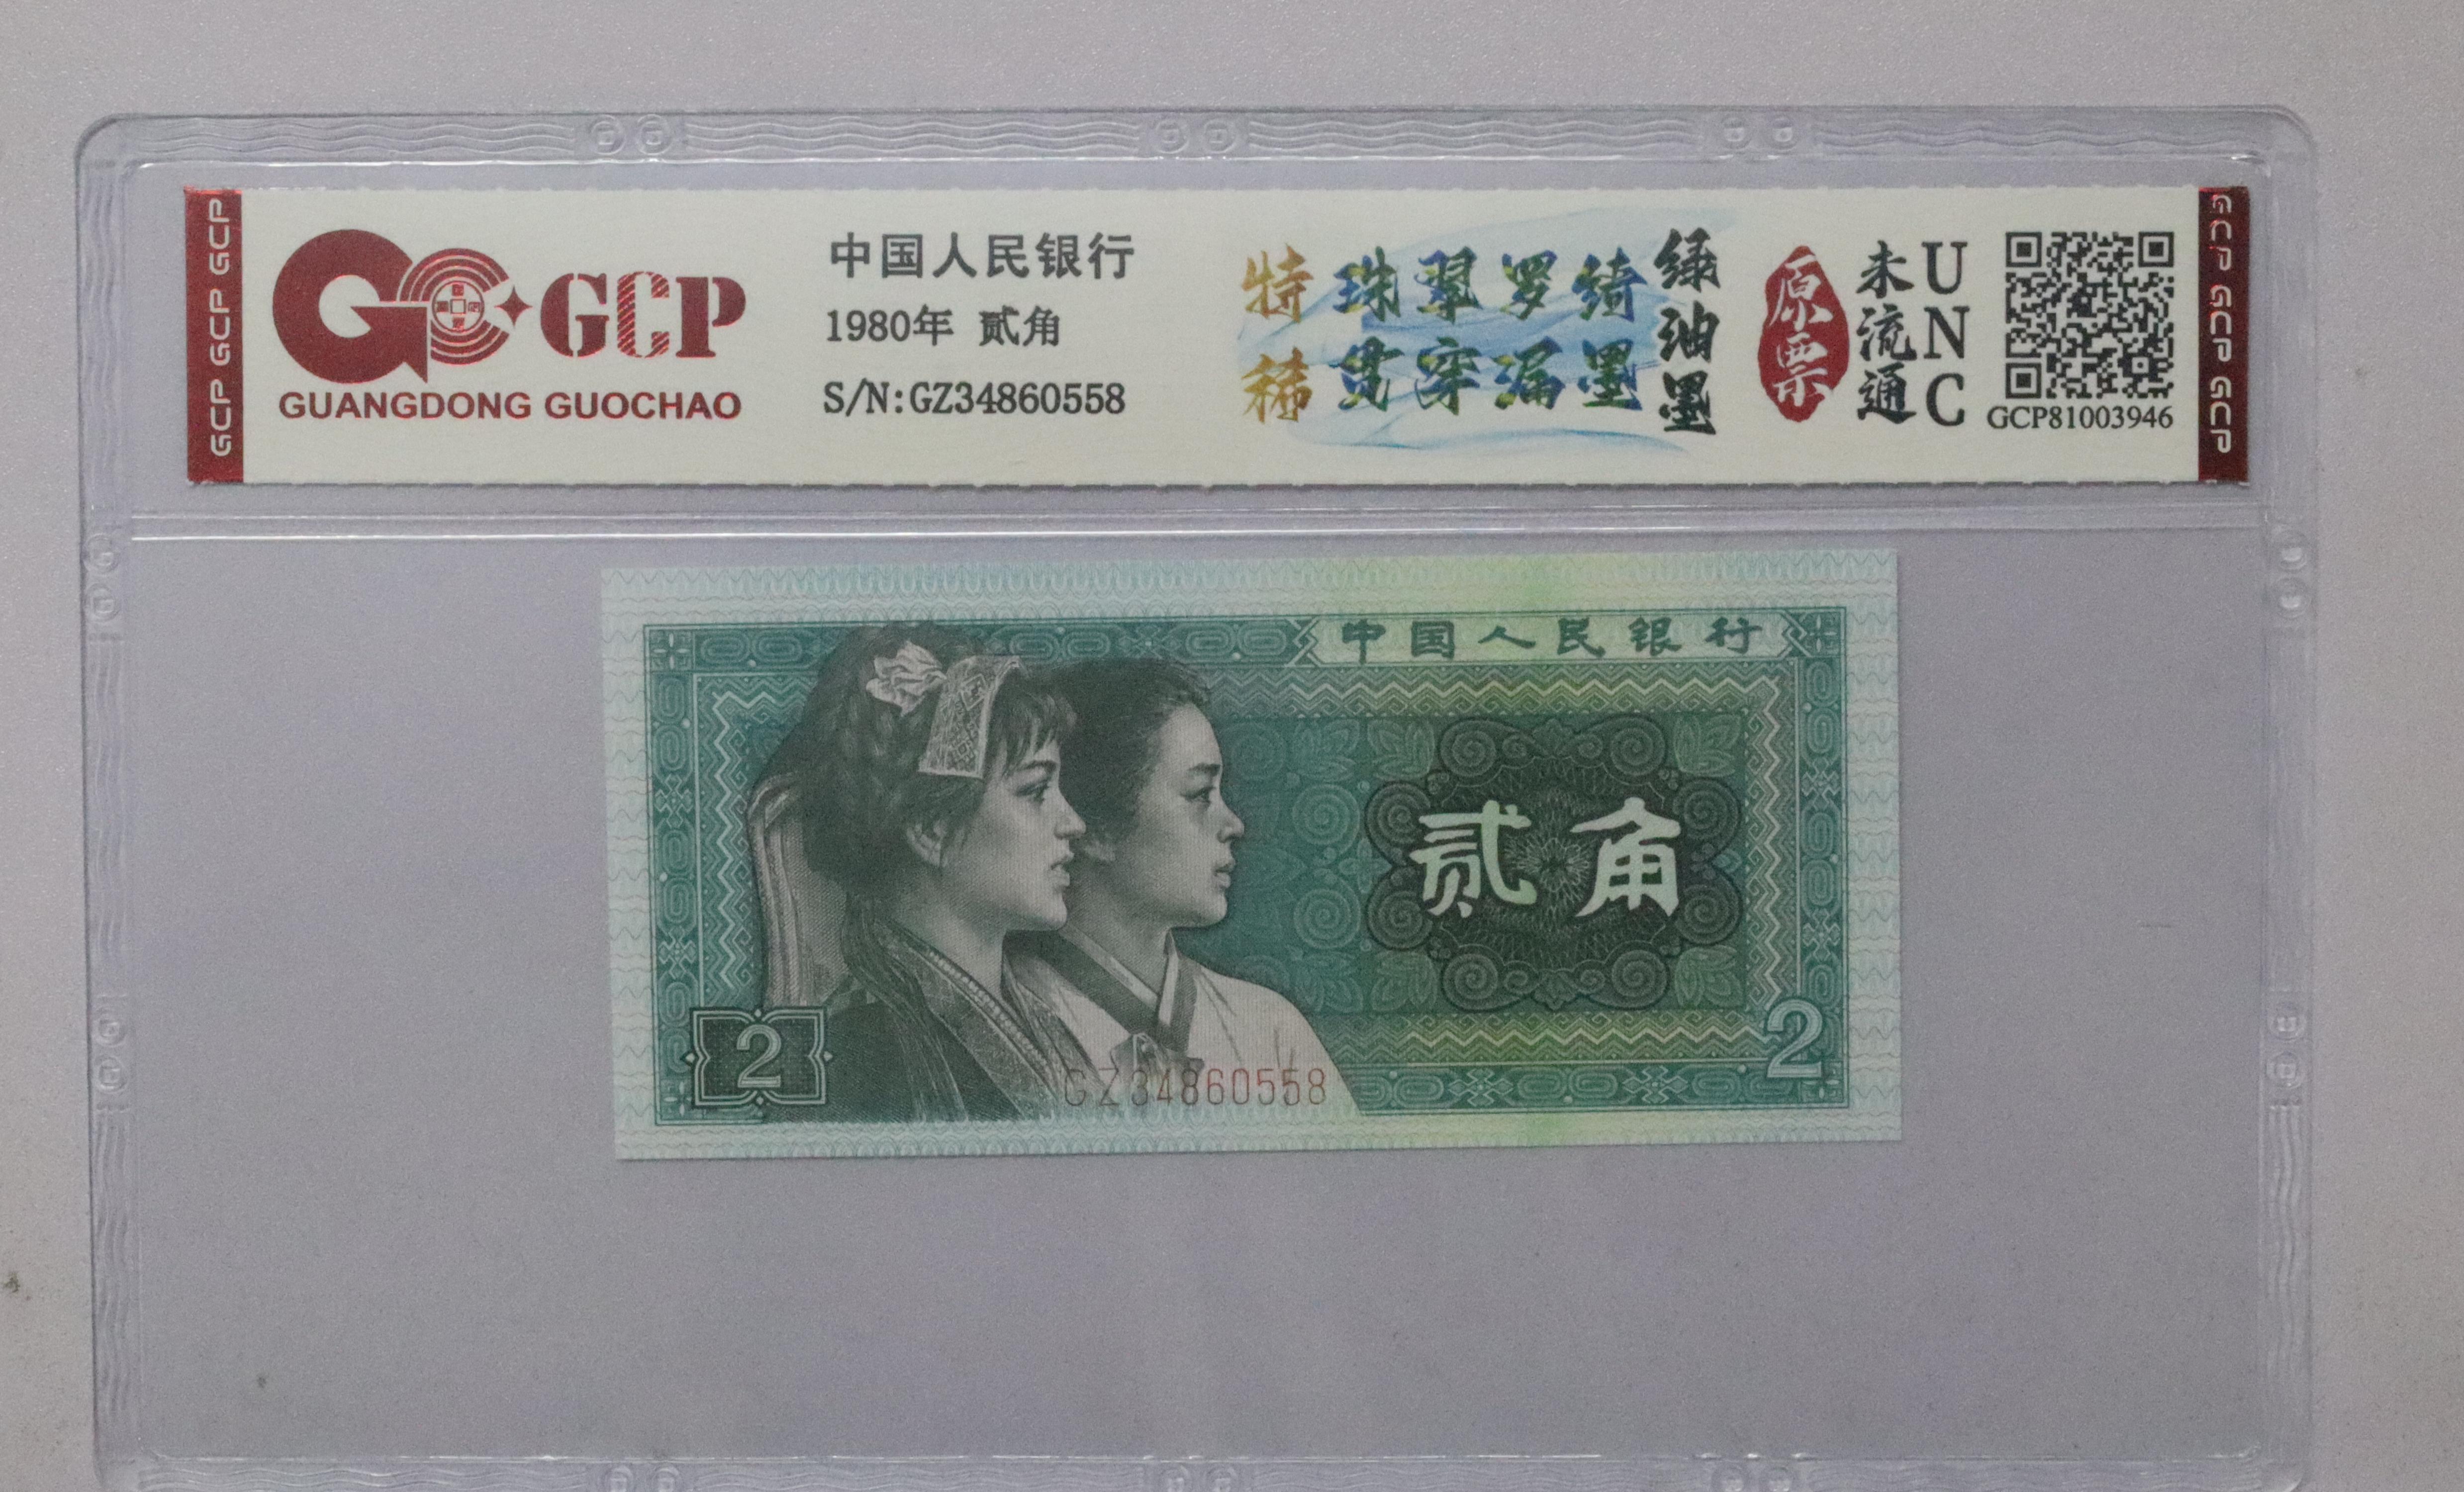 GCP GCP GCP
GCP
GUANGDONG GUOCHAO
中国人民银行
1980年 贰角
S/N:GZ34860558
特稀
珠翠罗绮
贯穿漏墨
绿油墨
原票
未流通
UNC
GCP81003946
GCP GCP GCP
中国人民银行
贰角
2
2
GZ34860558